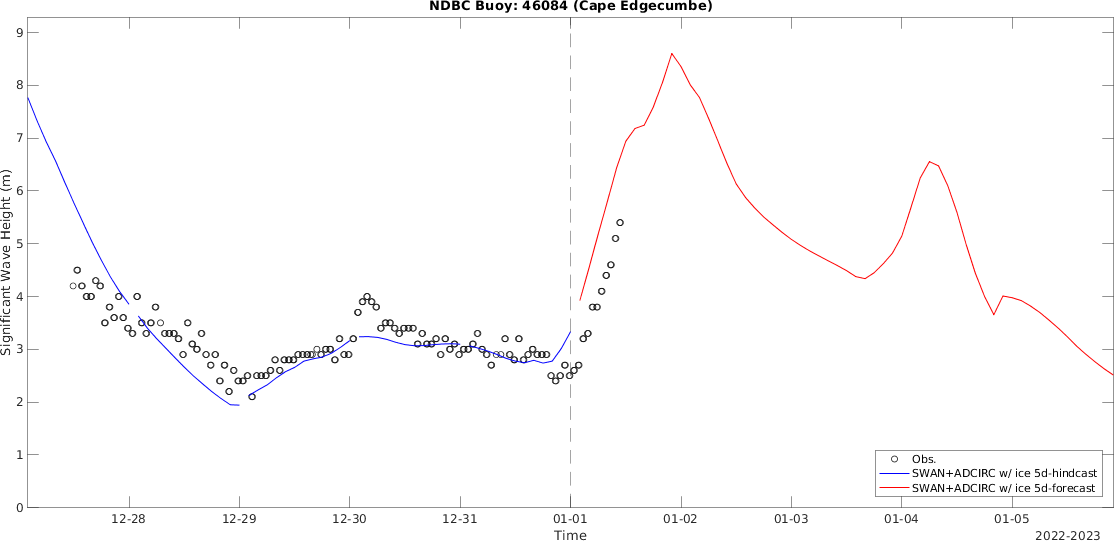 NDBC Buoy: 46084 (Cape Edgecumbe)
Significant Wave Height (m)
9
8
7
6
5
4
3
2
1
0
12-28 12-29 12-30 12-31 01-01 01-02 01-03 01-04 01-05
Time
2022-2023
Obs.
SWAN+ADCIRC w/ ice 5d-hindcast
SWAN+ADCIRC w/ ice 5d-forecast